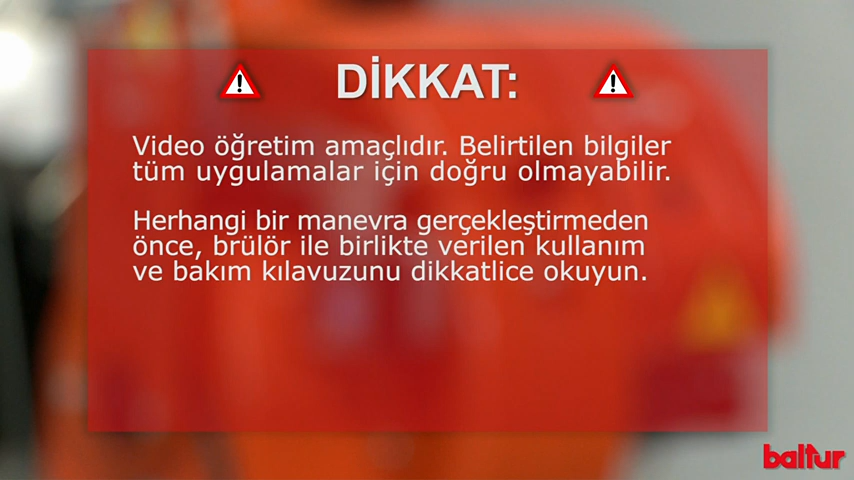 DİKKAT:
Video öğretim amaçlıdır. Belirtilen bilgiler
tüm uygulamalar için doğru olmayabilir.
Herhangi bir manevra gerçekleştirmeden
önce, brülör ile birlikte verilen kullanım
ve bakım kılavuzunu dikkatlice okuyun.
baltur